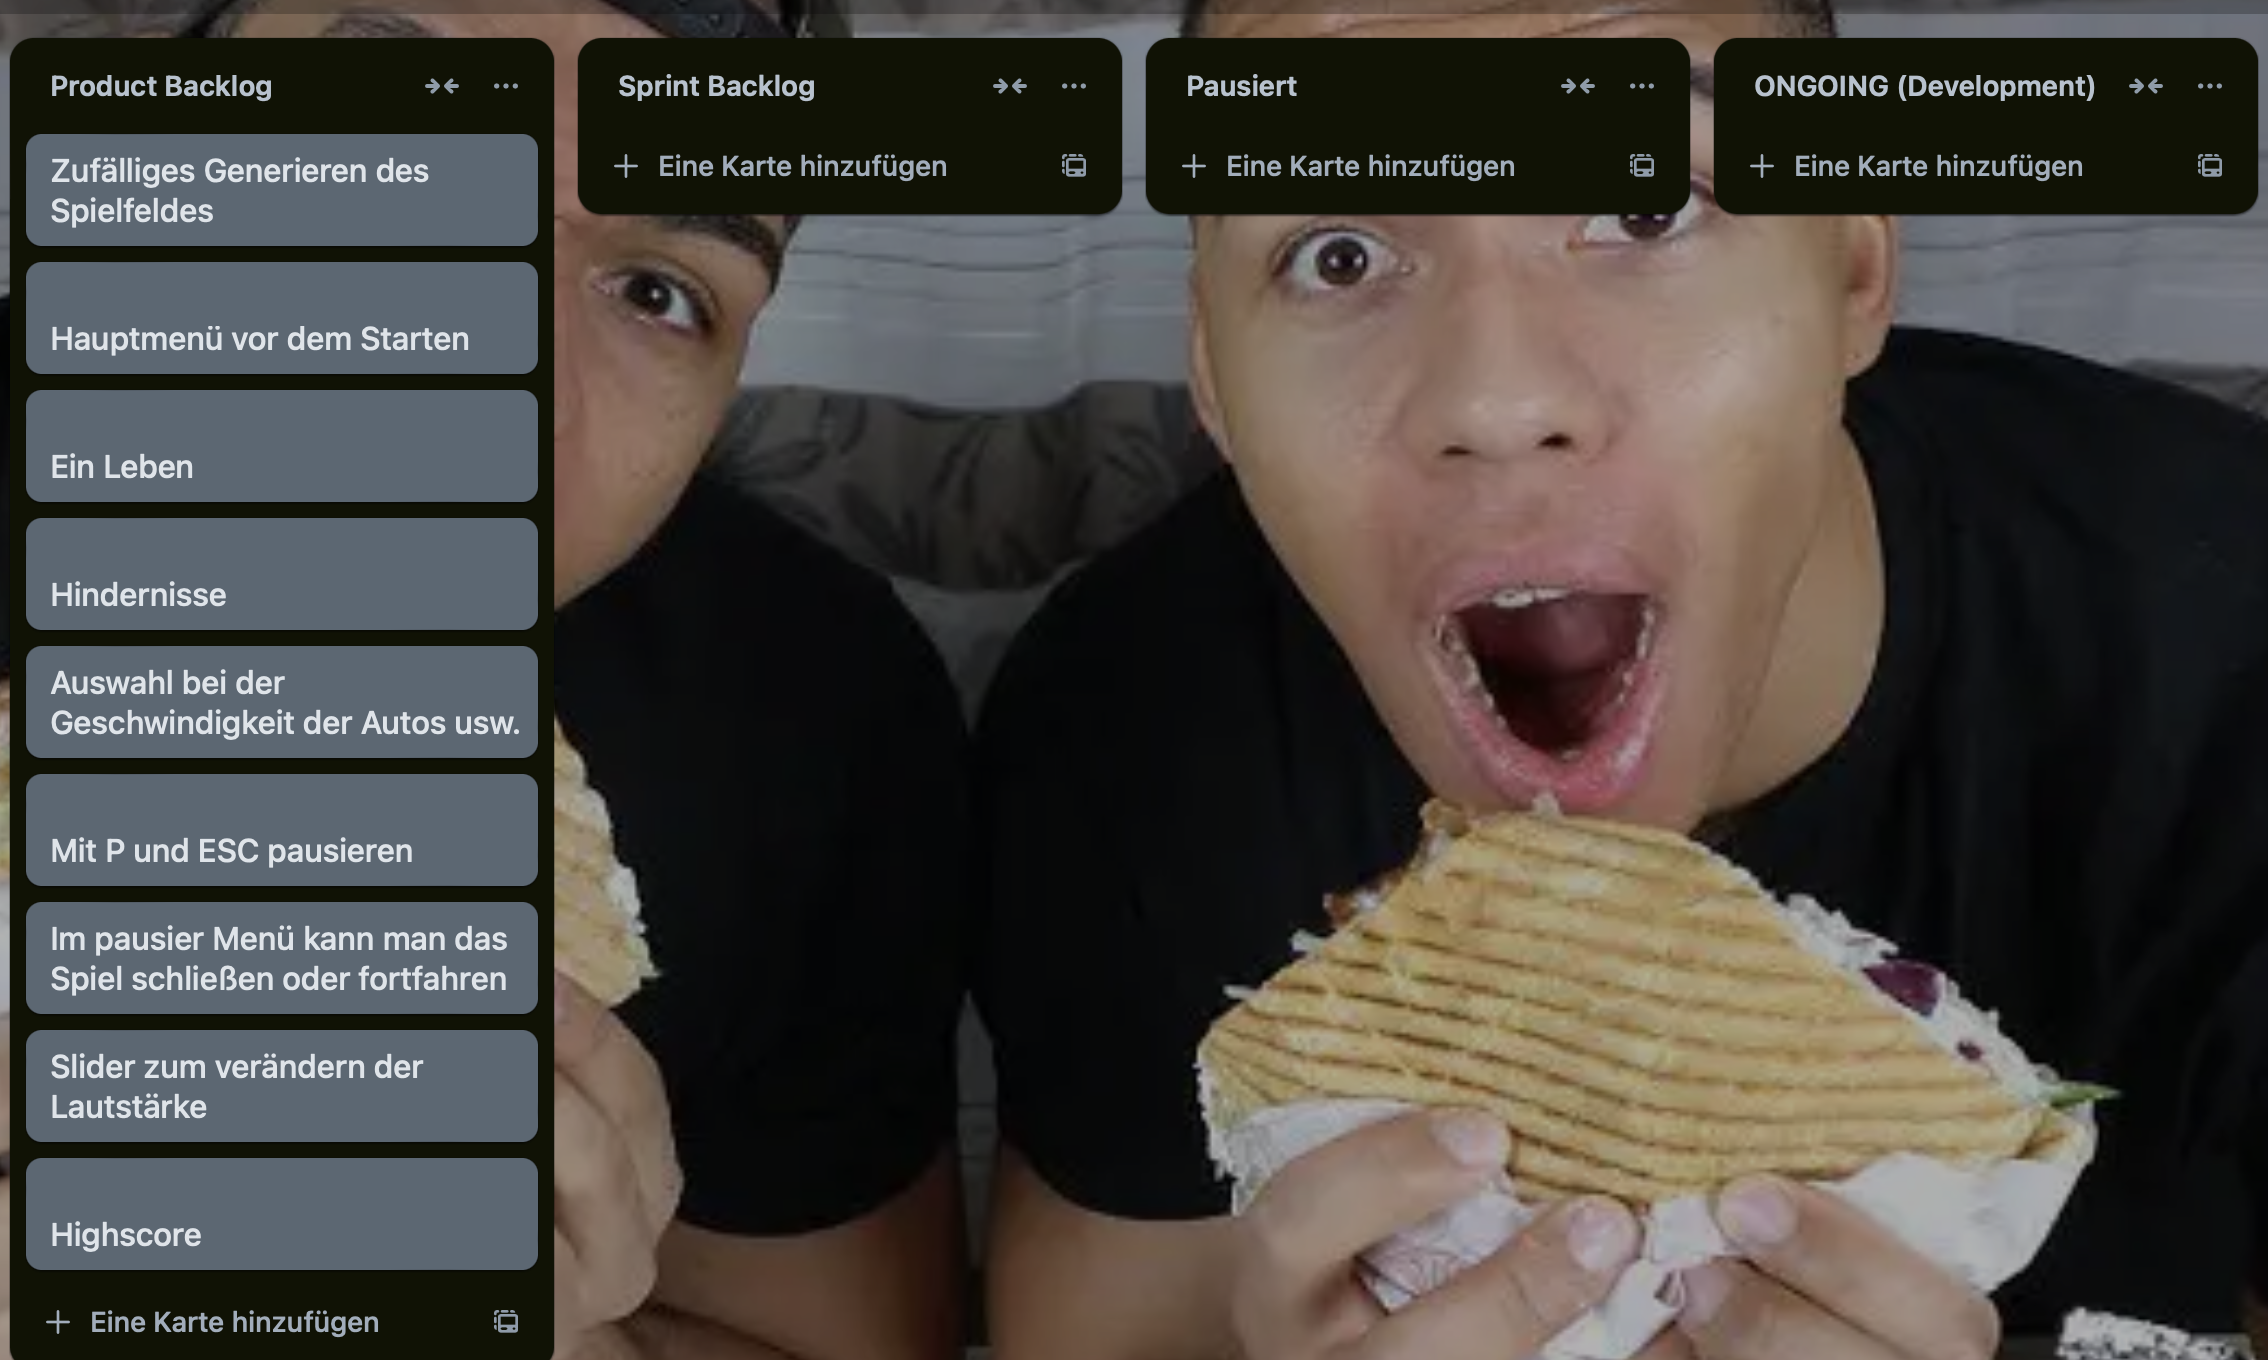 Product Backlog
Zufälliges Generieren des
Spielfeldes
Hauptmenü vor dem Starten
Ein Leben
Hindernisse
Auswahl bei der
Geschwindigkeit der Autos usw.
Mit P und ESC pausieren
Im pausier Menü kann man das
Spiel schließen oder fortfahren
Slider zum verändern der
Lautstärke
Highscore
Eine Karte hinzufügen
Sprint Backlog
Eine Karte hinzufügen
Pausiert
Eine Karte hinzufügen
ONGOING (Development)
Eine Karte hinzufügen